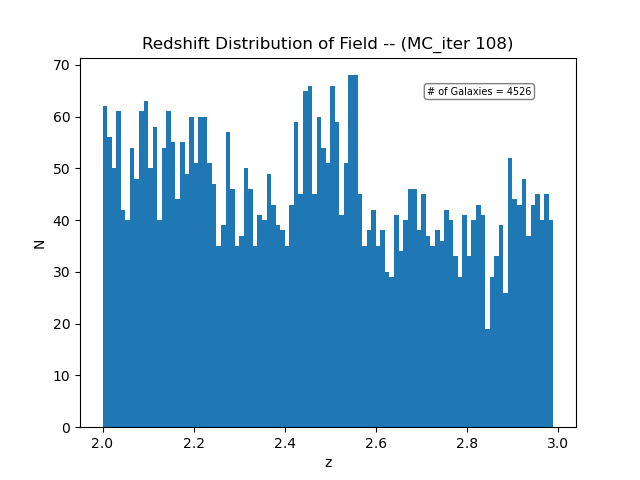 Redshift Distribution of Field -- (MC_iter 108)
70
60
50
40
30
20
10
0
N
# of Galaxies = 4526
2.0 2.2 2.4 2.6 2.8 3.0
z